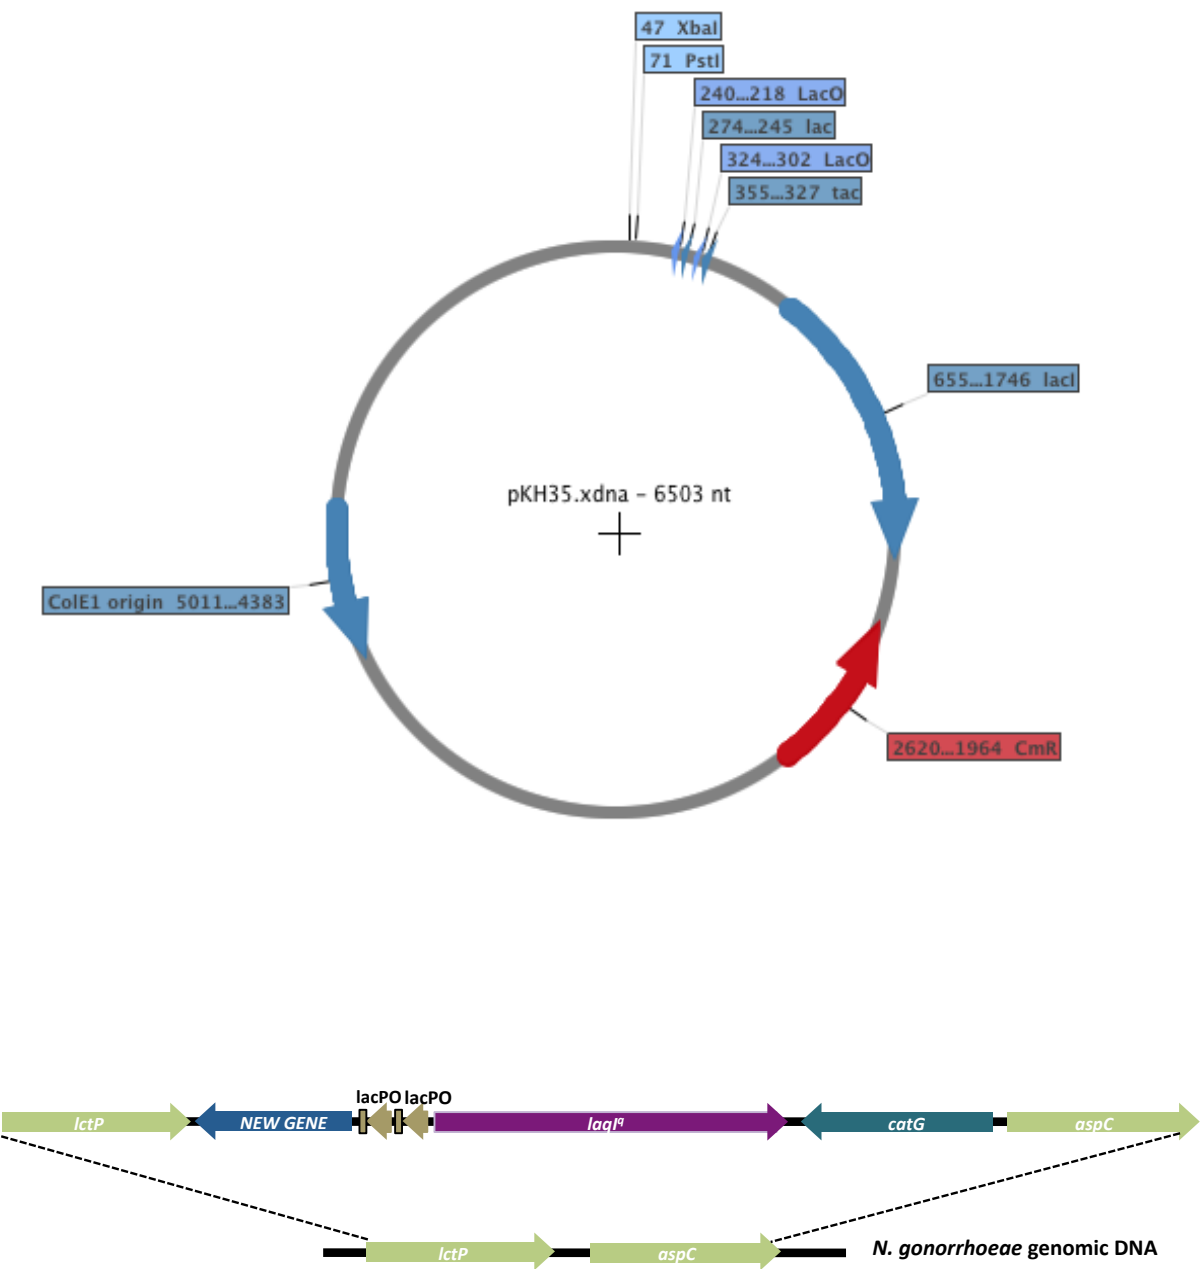 47 XbaI
71 PstI
240...218 LacO
274...245 lac
324...302 LacO
355...327 tac
655...1746 lacI
pKH35.xdna - 6503 nt
ColE1 origin 5011...4383
2620...1964 CmR
lacPO lacPO
lctP NEW GENE laqIq catG aspC
lctP aspC N. gonorrhoeae genomic DNA